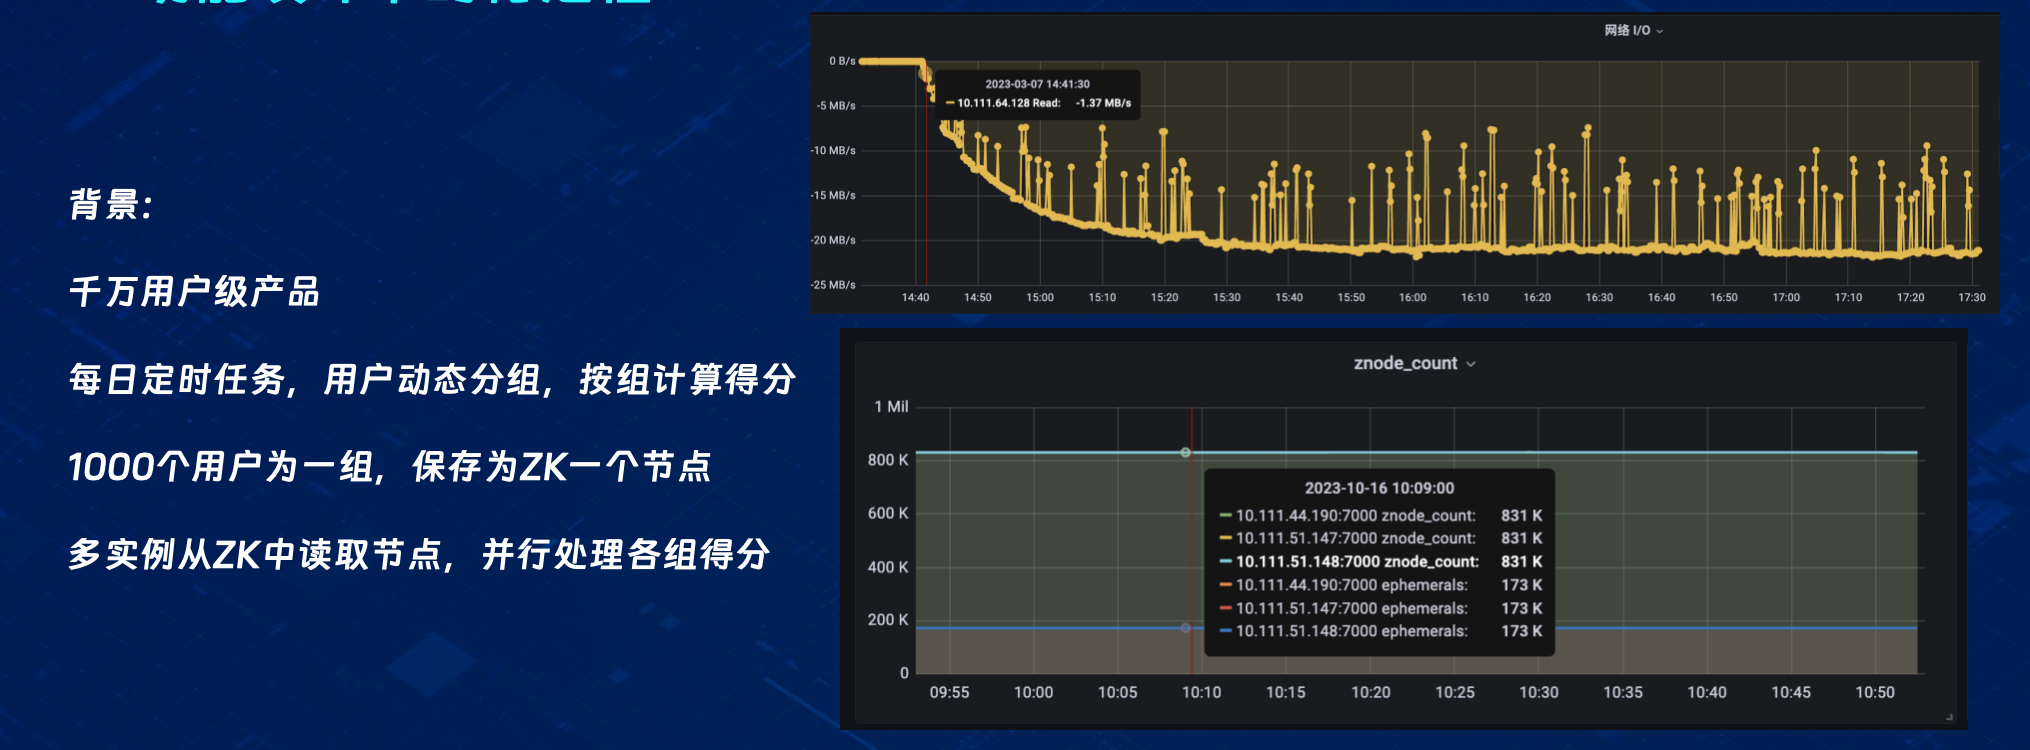 背景:
千万用户级产品
每日定时任务, 用户动态分组, 按组计算得分
1000个用户为一组, 保存为ZK一个节点
多实例从ZK中读取节点, 并行处理各组得分
网络 I/O
0 B/s
-5 MB/s
-10 MB/s
-15 MB/s
-20 MB/s
-25 MB/s
2023-03-07 14:41:30
10.111.64.128 Read: -1.37 MB/s
14:40 14:50 15:00 15:10 15:20 15:30 15:40 15:50 16:00 16:10 16:20 16:30 16:40 16:50 17:00 17:10 17:20 17:30
znode_count
1 Mil
800 K
600 K
400 K
200 K
0
2023-10-16 10:09:00
10.111.44.190:7000 znode_count: 831 K
10.111.51.147:7000 znode_count: 831 K
10.111.51.148:7000 znode_count: 831 K
10.111.44.190:7000 ephemerals: 173 K
10.111.51.147:7000 ephemerals: 173 K
10.111.51.148:7000 ephemerals: 173 K
09:55 10:00 10:05 10:10 10:15 10:20 10:25 10:30 10:35 10:40 10:45 10:50